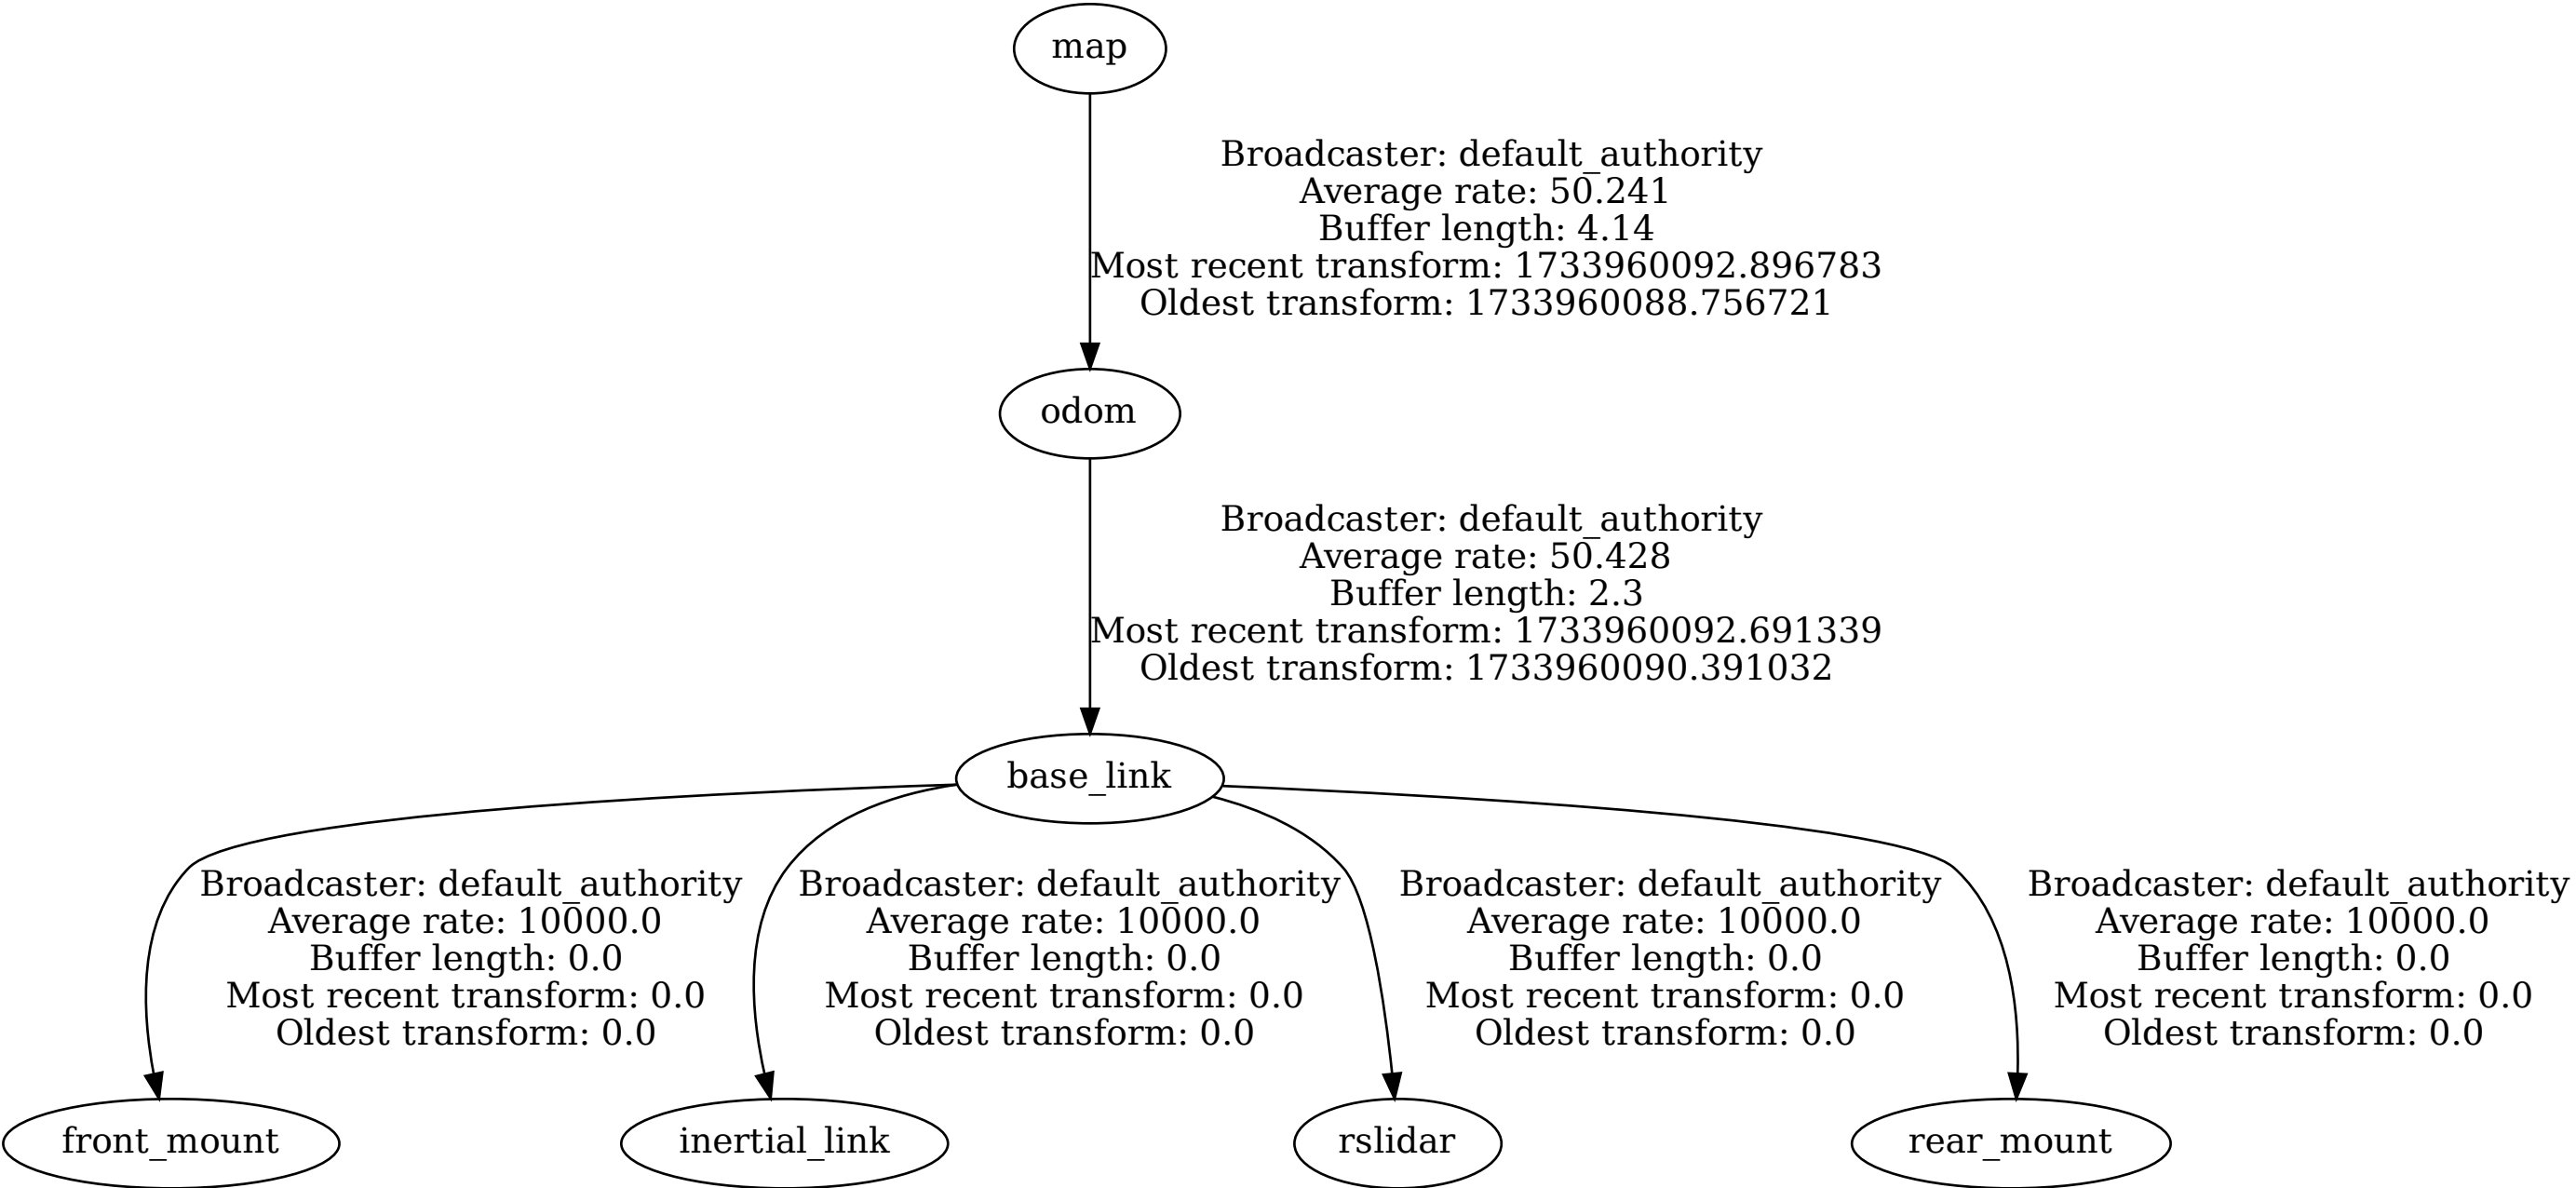 map
Broadcaster: default_authority
Average rate: 50.241
Buffer length: 4.14
Most recent transform: 1733960092.896783
Oldest transform: 1733960088.756721
odom
Broadcaster: default_authority
Average rate: 50.428
Buffer length: 2.3
Most recent transform: 1733960092.691339
Oldest transform: 1733960090.391032
base_link
Broadcaster: default_authority
Average rate: 10000.0
Buffer length: 0.0
Most recent transform: 0.0
Oldest transform: 0.0
Broadcaster: default_authority
Average rate: 10000.0
Buffer length: 0.0
Most recent transform: 0.0
Oldest transform: 0.0
Broadcaster: default_authority
Average rate: 10000.0
Buffer length: 0.0
Most recent transform: 0.0
Oldest transform: 0.0
Broadcaster: default_authority
Average rate: 10000.0
Buffer length: 0.0
Most recent transform: 0.0
Oldest transform: 0.0
front_mount
inertial_link
rslidar
rear_mount